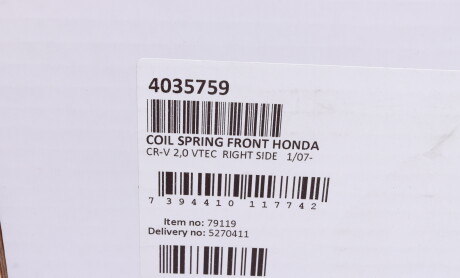 4035759
COIL SPRING FRONT HONDA
CR-V 2,0 VTEC RIGHT SIDE 1/07-
7 394410 117742
Item no: 79119
Delivery no: 5270411